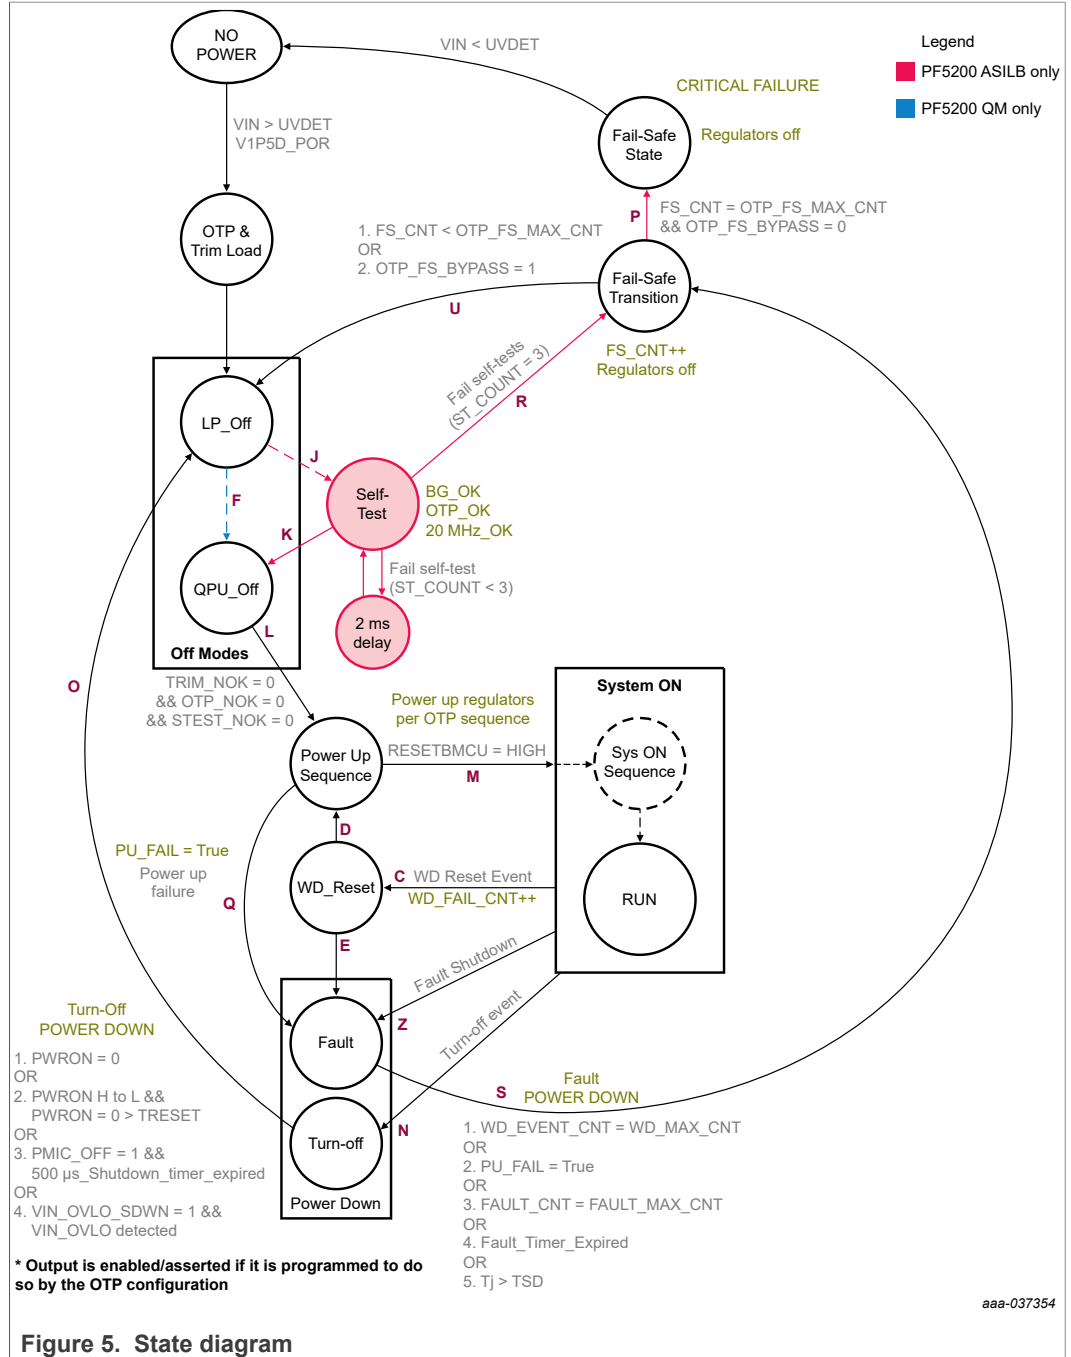 NO
POWER
VIN < UVDET
Legend
PF5200 ASILB only
PF5200 QM only
CRITICAL FAILURE
Fail-Safe
State
Regulators off
VIN > UVDET
V1P5D_POR
P
FS_CNT = OTP_FS_MAX_CNT
&& OTP_FS_BYPASS = 0
OTP &
Trim Load
1. FS_CNT < OTP_FS_MAX_CNT
OR
2. OTP_FS_BYPASS = 1
Fail-Safe
Transition
U
FS_CNT++
Regulators off
Fail self-tests
(ST_COUNT = 3)
R
LP_Off
J
F
Self-
Test
BG_OK
OTP_OK
20 MHz_OK
K
Fail self-test
(ST_COUNT < 3)
QPU_Off
2 ms
delay
L
Off Modes
O
TRIM_NOK = 0
&& OTP_NOK = 0
&& STEST_NOK = 0
System ON
Power up regulators
per OTP sequence
Power Up
Sequence
RESETBMCU = HIGH
M
Sys ON
Sequence
D
PU_FAIL = True
Power up
failure
Q
WD_Reset
C WD Reset Event
WD_FAIL_CNT++
RUN
E
Fault Shutdown
Z
Turn-off event
Fault
Turn-Off
POWER DOWN
1. PWRON = 0
OR
2. PWRON H to L &&
PWRON = 0 > TRESET
OR
3. PMIC_OFF = 1 &&
500 µs_Shutdown_timer_expired
OR
4. VIN_OVLO_SDWN = 1 &&
VIN_OVLO detected
Turn-off
N
Power Down
S
Fault
POWER DOWN
1. WD_EVENT_CNT = WD_MAX_CNT
OR
2. PU_FAIL = True
OR
3. FAULT_CNT = FAULT_MAX_CNT
OR
4. Fault_Timer_Expired
OR
5. Tj > TSD
* Output is enabled/asserted if it is programmed to do
so by the OTP configuration
aaa-037354
Figure 5. State diagram